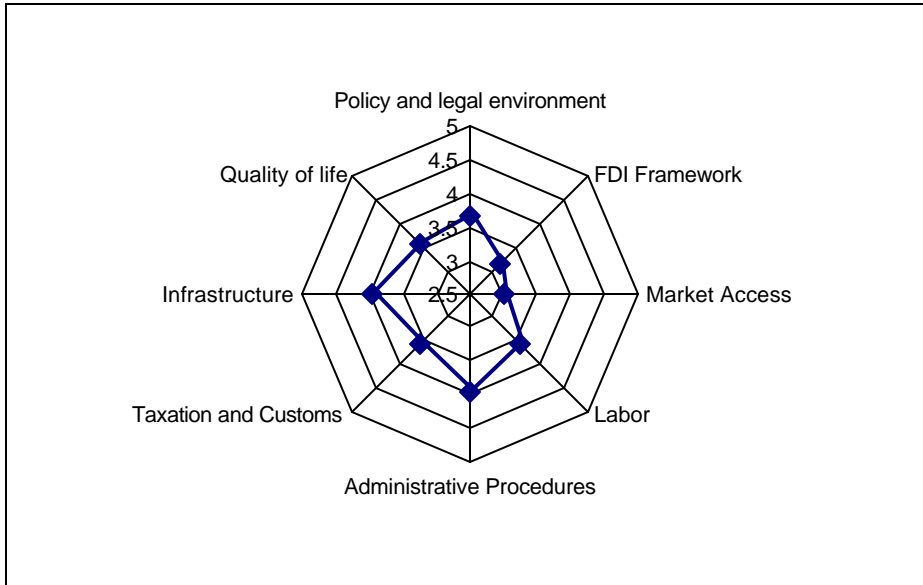 Policy and legal environment
5
4.5
4
3.5
3
2.5
Quality of life
FDI Framework
Infrastructure
Market Access
Taxation and Customs
Labor
Administrative Procedures